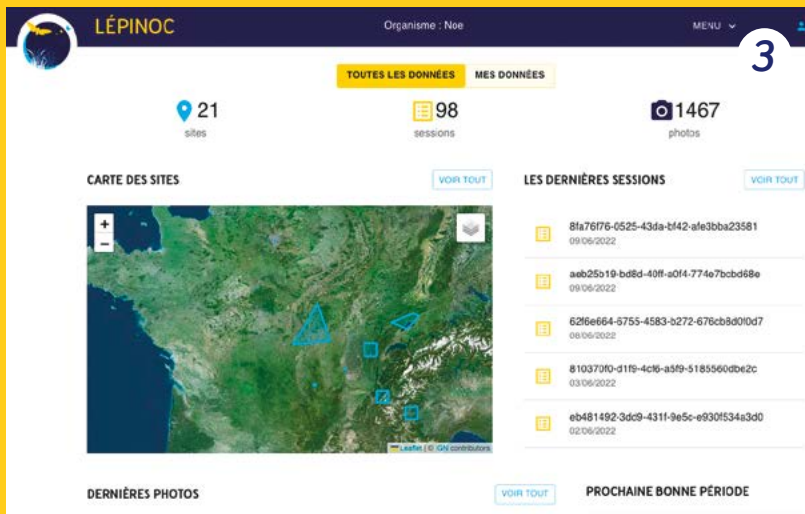 LÉPINOC
Organisme : Noe
MENU
3
TOUTES LES DONNÉES MES DONNÉES
21
sites
98
sessions
1467
photos
CARTE DES SITES
VOIR TOUT
+
−
Leaflet | © IGN contributors
LES DERNIÈRES SESSIONS
VOIR TOUT
8fa76f76-0525-43da-bf42-afe3bba23581
09/06/2022
aeb25b19-bd8d-40ff-a0f4-774e7bcbd68e
09/06/2022
62f6e664-6755-4583-b272-676cb8d0f0d7
08/06/2022
810370f0-d1f9-4cf6-a5f9-5185560dbe2c
03/06/2022
eb481492-3dc9-431f-9e5c-e930f534a3d0
02/06/2022
DERNIÈRES PHOTOS
VOIR TOUT
PROCHAINE BONNE PÉRIODE